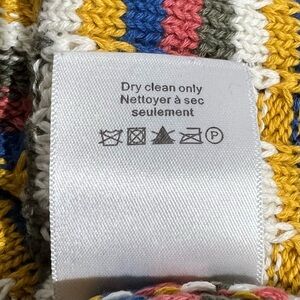 Dry clean only
Nettoyer à sec
seulement
P